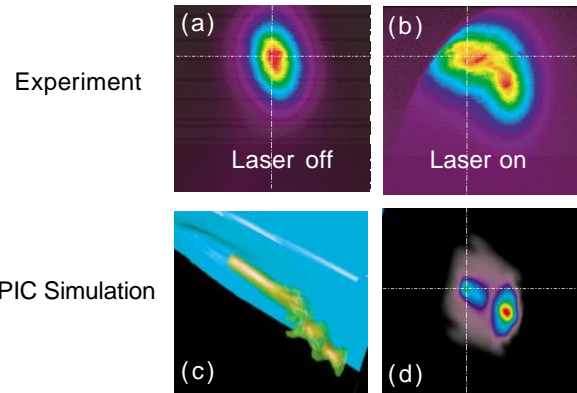 (a)
(b)
Experiment
Laser off
Laser on
PIC Simulation
(c)
(d)